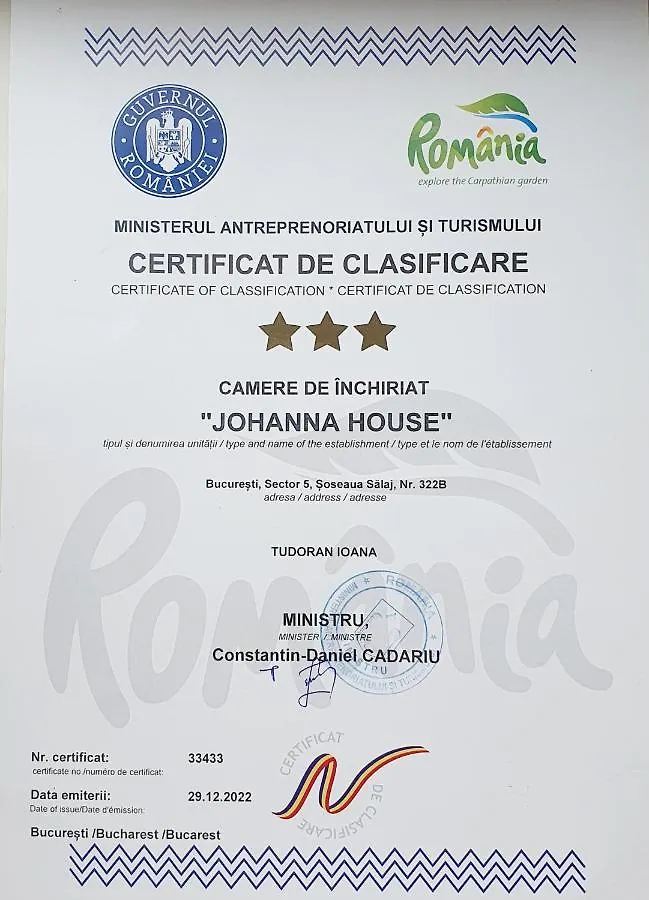 GUVERNUL
ROMÂNIEI
România
explore the Carpathian garden
MINISTERUL ANTREPRENORIATULUI ȘI TURISMULUI
CERTIFICAT DE CLASIFICARE
CERTIFICATE OF CLASSIFICATION * CERTIFICAT DE CLASSIFICATION
CAMERE DE ÎNCHIRIAT
"JOHANNA HOUSE"
tipul și denumirea unității / type and name of the establishment / type et le nom de l'établissement
București, Sector 5, Șoseaua Sălaj, Nr. 322B
adresa / address / adresse
TUDORAN IOANA
România
ROMANIA
MINISTRU,
MINISTER / MINISTRE
Constantin-Daniel CADARIU
Nr. certificat:
33433
certificate no./numéro de certificat:
Data emiterii:
29.12.2022
Date of issue/Date d'émission:
București /Bucharest /Bucarest
CERTIFICAT
DE CLASIFICARE